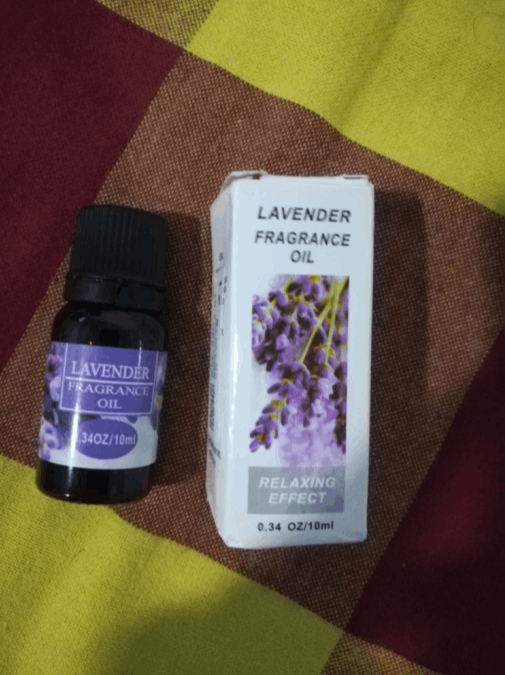 LAVENDER
FRAGRANCE
OIL
.34OZ/10ml
LAVENDER
FRAGRANCE
OIL
RELAXING
EFFECT
0.34 OZ/10ml